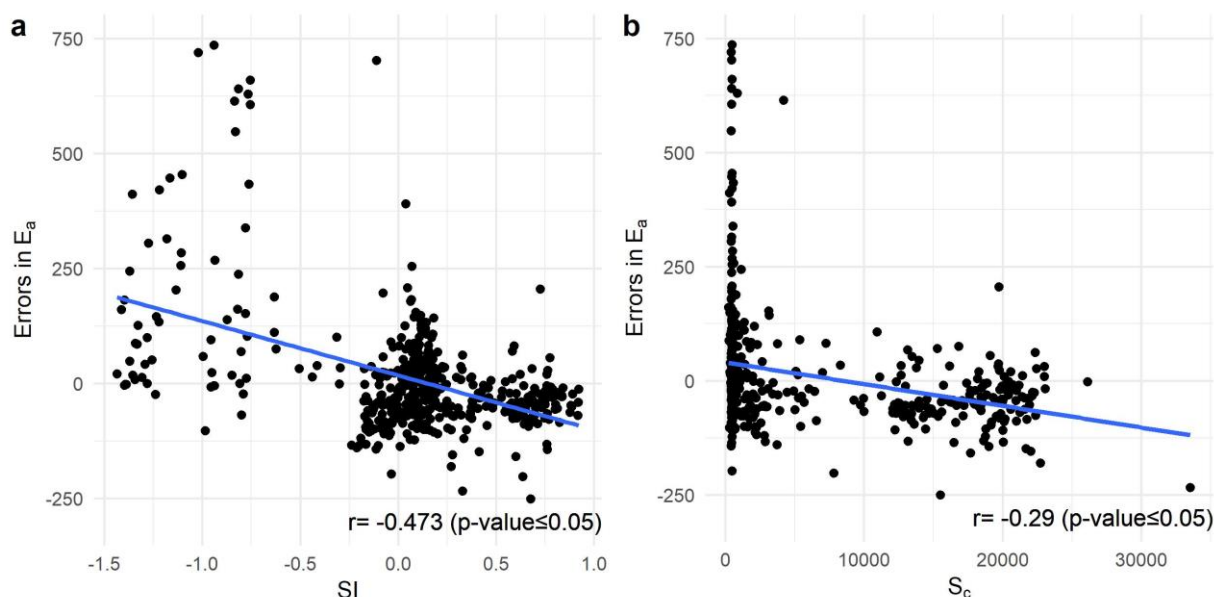 a
750
500
250
0
-250
Errors in Ea
r= -0.473 (p-value≤0.05)
-1.5 -1.0 -0.5 0.0 0.5 1.0
SI
b
750
500
250
0
-250
Errors in Ea
r= -0.29 (p-value≤0.05)
0 10000 20000 30000
Sc